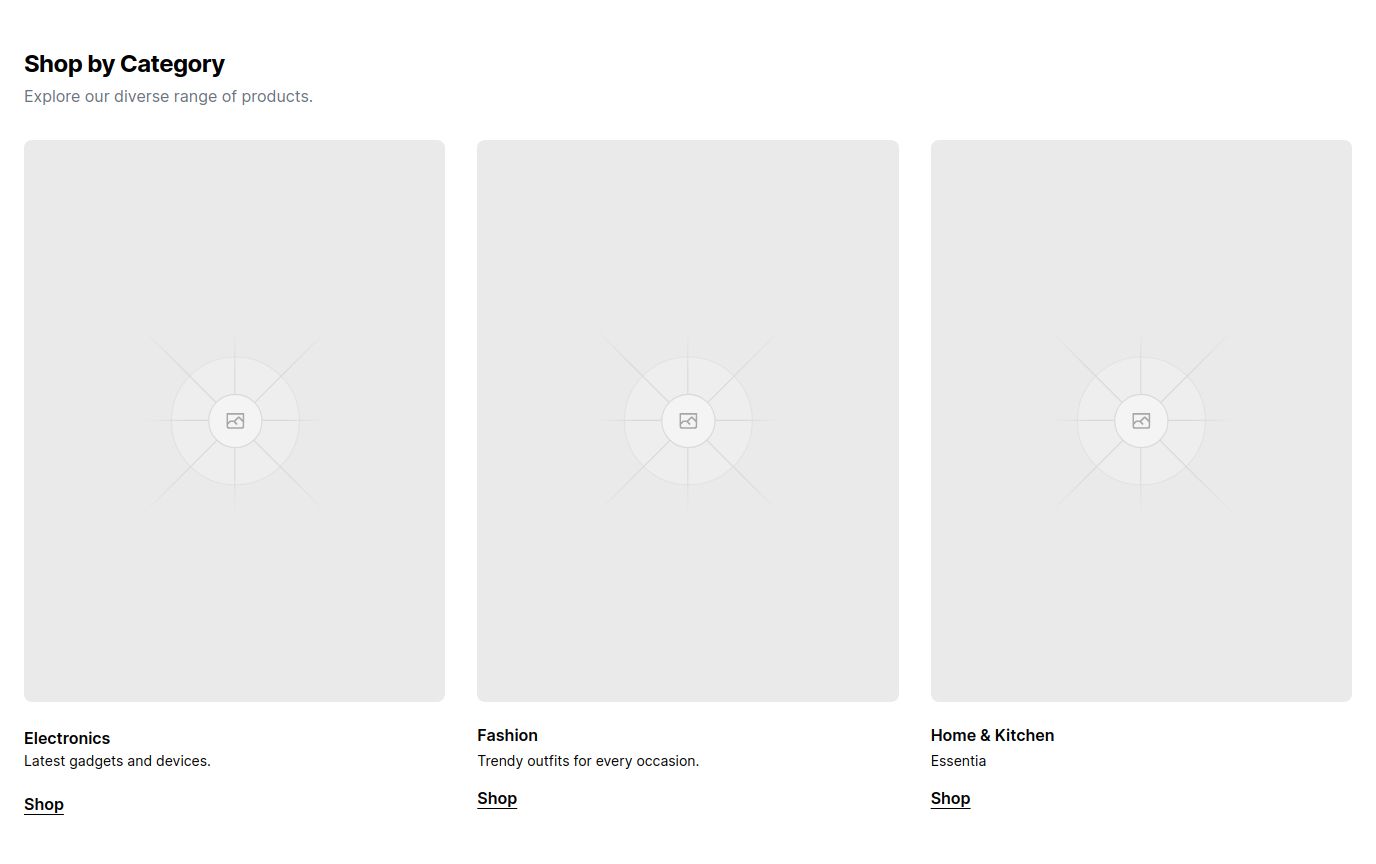 Shop by Category
Explore our diverse range of products.
Electronics
Latest gadgets and devices.
Shop
Fashion
Trendy outfits for every occasion.
Shop
Home & Kitchen
Essentia
Shop